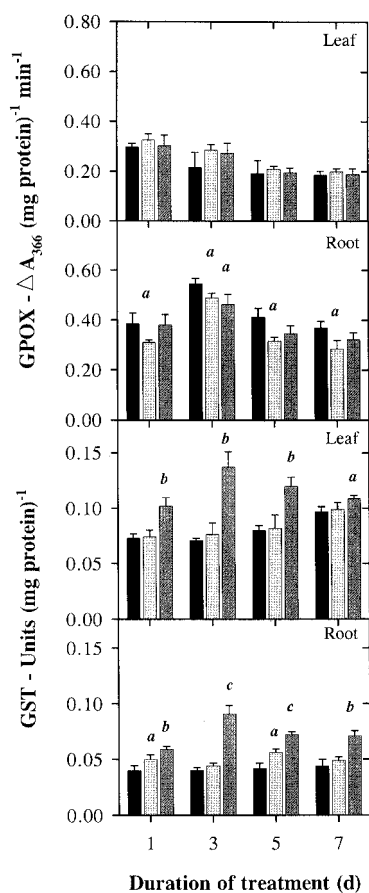 0.80
Leaf
0.60
0.40
0.20
0.00
Root
a
a
a
a
a
0.60
0.40
0.20
0.00
GPOX - △ A366 (mg protein)-1 min-1
Leaf
b
b
b
a
0.15
0.10
0.05
0.00
Root
a
b
c
a
c
b
0.15
0.10
0.05
0.00
GST - Units (mg protein)-1
1 3 5 7
Duration of treatment (d)